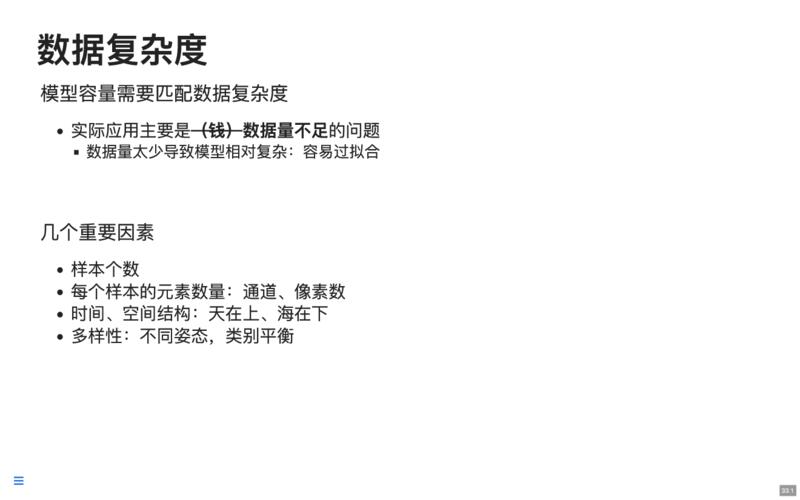 数据复杂度
模型容量需要匹配数据复杂度
• 实际应用主要是（钱）数据量不足的问题
▪ 数据量太少导致模型相对复杂：容易过拟合
几个重要因素
• 样本个数
• 每个样本的元素数量：通道、像素数
• 时间、空间结构：天在上、海在下
• 多样性：不同姿态，类别平衡
33.1